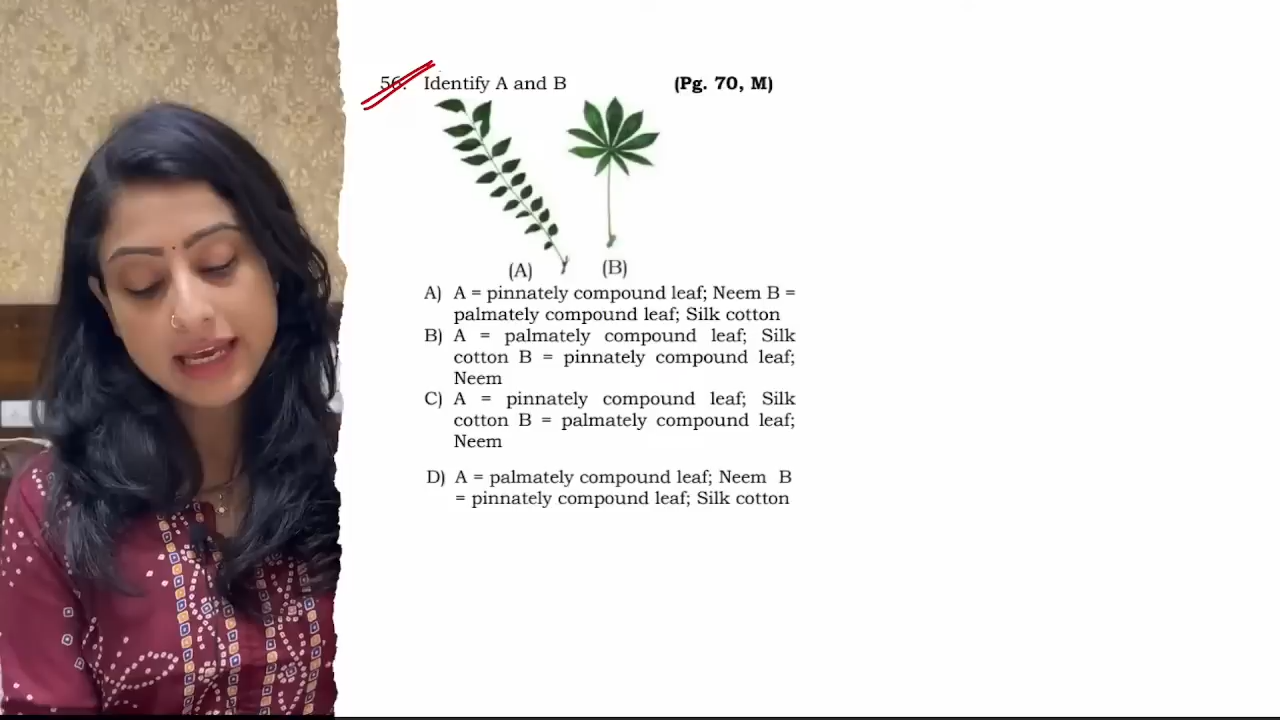 56. Identify A and B (Pg. 70, M)
(A) (B)
A) A = pinnately compound leaf; Neem B =
palmately compound leaf; Silk cotton
B) A = palmately compound leaf; Silk
cotton B = pinnately compound leaf;
Neem
C) A = pinnately compound leaf; Silk
cotton B = palmately compound leaf;
Neem
D) A = palmately compound leaf; Neem B
= pinnately compound leaf; Silk cotton